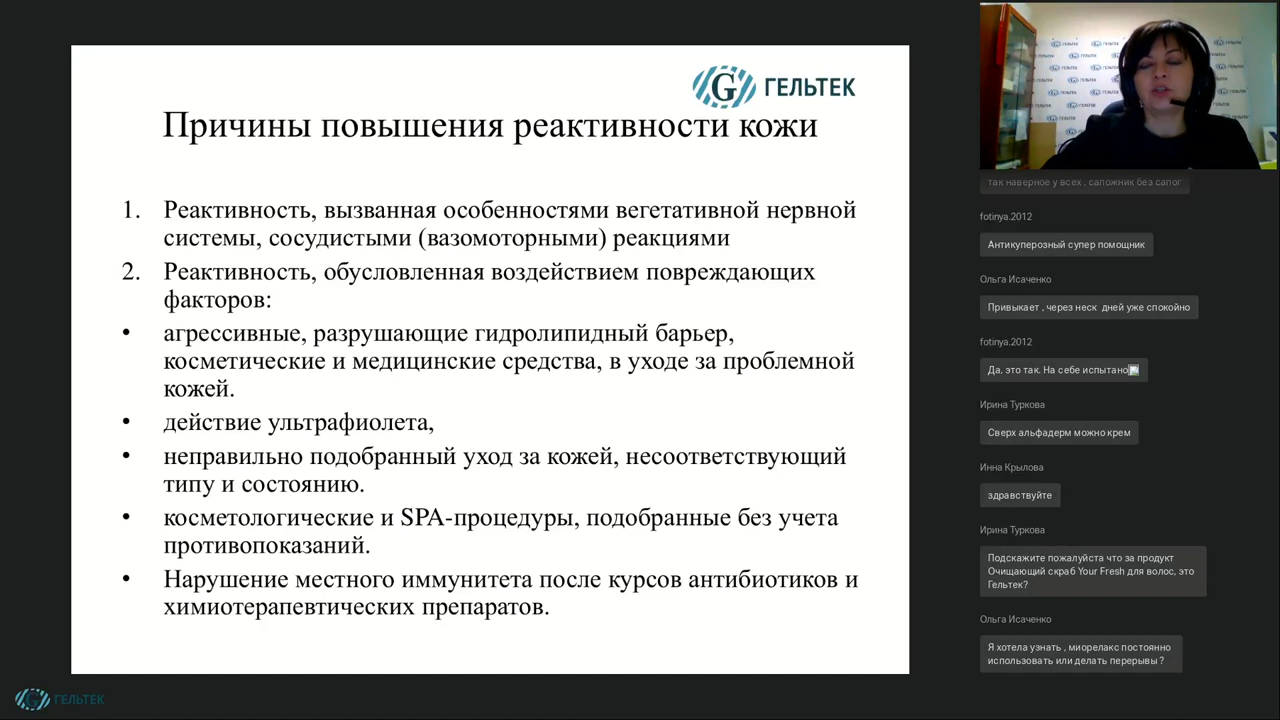 ГЕЛЬТЕК
Причины повышения реактивности кожи
1. Реактивность, вызванная особенностями вегетативной нервной
системы, сосудистыми (вазомоторными) реакциями
2. Реактивность, обусловленная воздействием повреждающих
факторов:
• агрессивные, разрушающие гидролипидный барьер,
косметические и медицинские средства, в уходе за проблемной
кожей.
• действие ультрафиолета,
• неправильно подобранный уход за кожей, несоответствующий
типу и состоянию.
• косметологические и SPA-процедуры, подобранные без учета
противопоказаний.
• Нарушение местного иммунитета после курсов антибиотиков и
химиотерапевтических препаратов.
ГЕЛЬТЕК
так наверное у всех . сапожник без сапог
fotinya.2012
Антикуперозный супер помощник
Ольга Исаченко
Привыкает , через неск дней уже спокойно
fotinya.2012
Да, это так. На себе испытано
Ирина Туркова
Сверх альфадерм можно крем
Инна Крылова
здравствуйте
Ирина Туркова
Подскажите пожалуйста что за продукт
Очищающий скраб Your Fresh для волос, это
Гельтек?
Ольга Исаченко
Я хотела узнать , миорелакс постоянно
использовать или делать перерывы ?